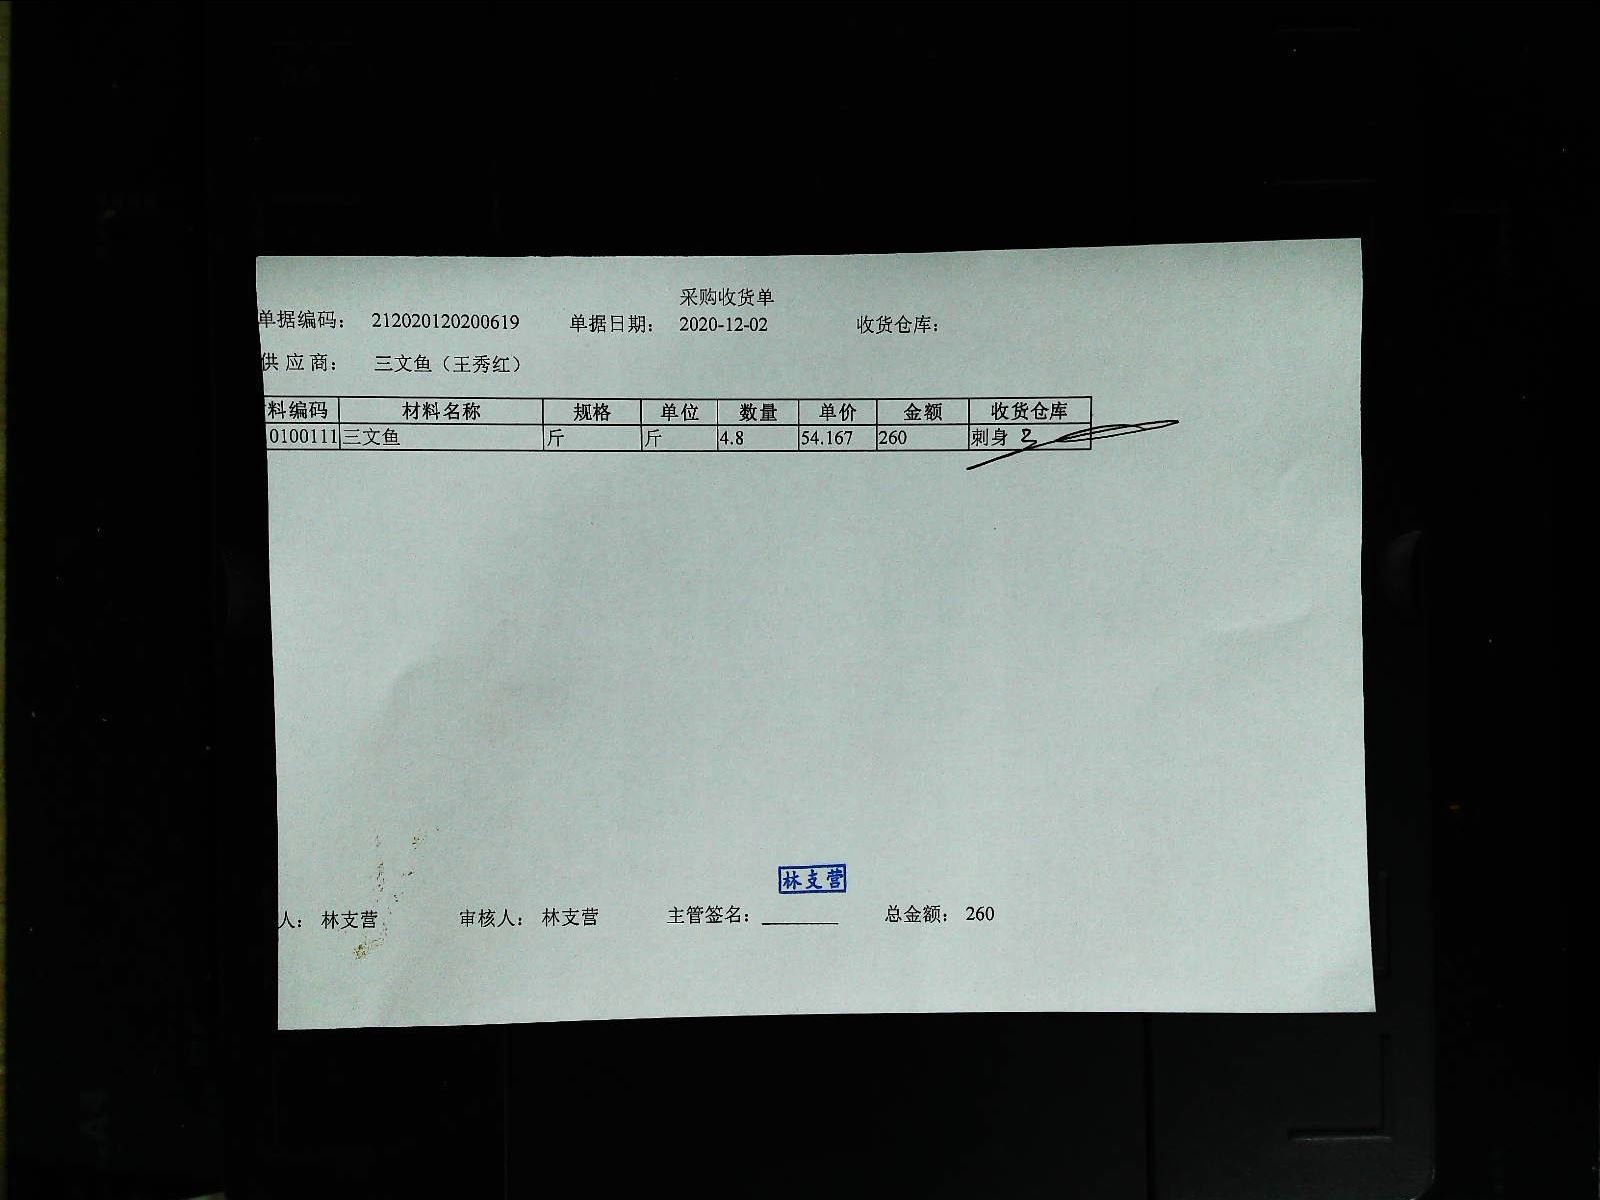 采购收货单
单据编码： 212020120200619 单据日期： 2020-12-02 收货仓库：
供 应 商： 三文鱼（王秀红）
料编码 材料名称 规格 单位 数量 单价 金额 收货仓库
0100111 三文鱼 斤 斤 4.8 54.167 260 刺身
林支营
人： 林支营 审核人： 林支营 主管签名： 总金额： 260